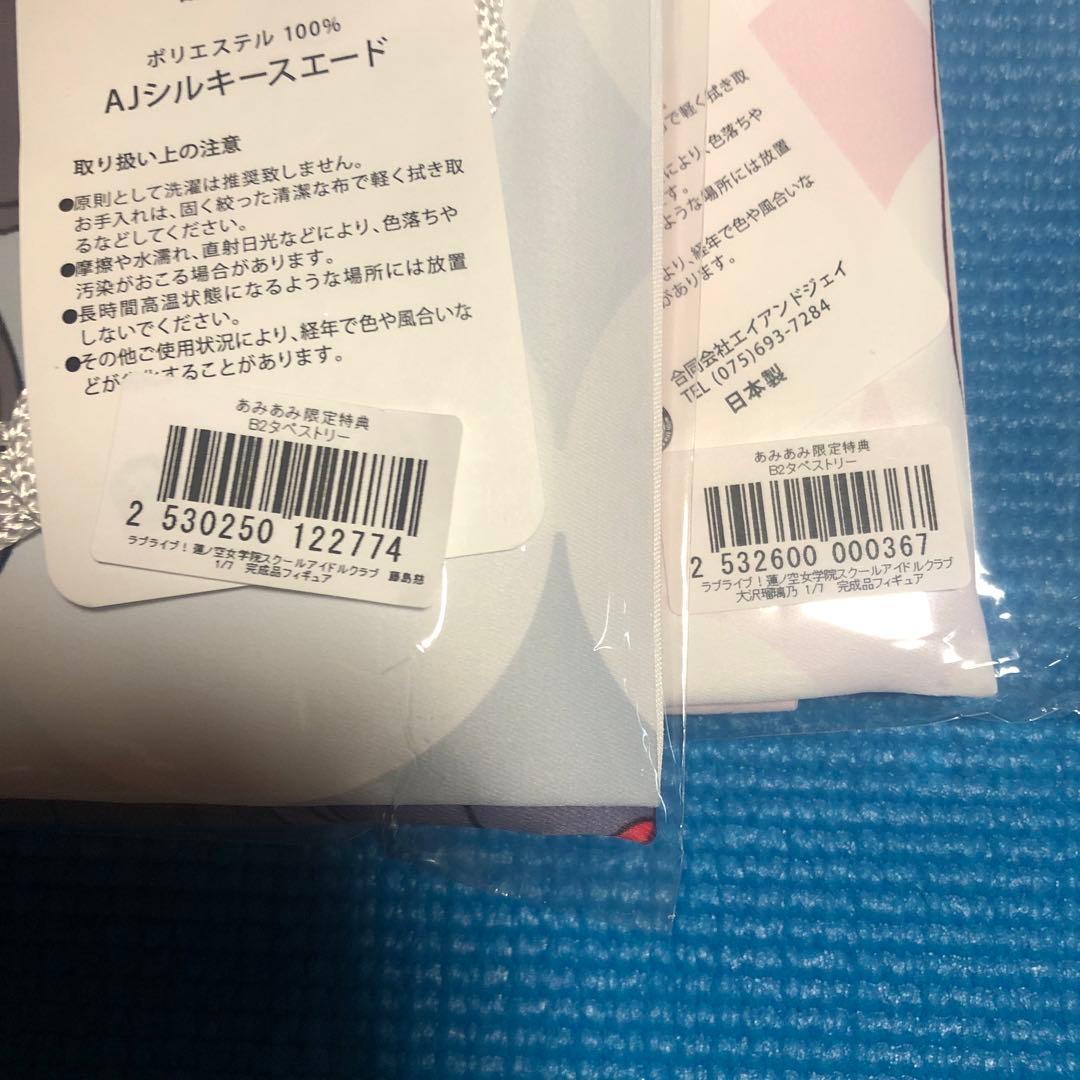 ポリエステル 100%
AJシルキースエード
取り扱い上の注意
●原則として洗濯は推奨致しません。
お手入れは、固く絞った清潔な布で軽く拭き取
るなどしてください。
●摩擦や水濡れ、直射日光などにより、色落ちや
汚染がおこる場合があります。
●長時間高温状態になるような場所には放置
しないでください。
●その他ご使用状況により、経年で色や風合いな
どが することがあります。
あみあみ限定特典
B2タペストリー
2 530250 122774
ラブライブ！蓮ノ空女学院スクールアイドルクラブ 藤島慈
1/7 完成品フィギュア
で軽く拭き取
により、色落ちや
す。
ような場所には放置
より、経年で色や風合いな
があります。
合同会社エイアンドジェイ
TEL (075)693-7284
日本製
あみあみ限定特典
B2タペストリー
2 532600 000367
ラブライブ！蓮ノ空女学院スクールアイドルクラブ
大沢瑠璃乃 1/7 完成品フィギュア